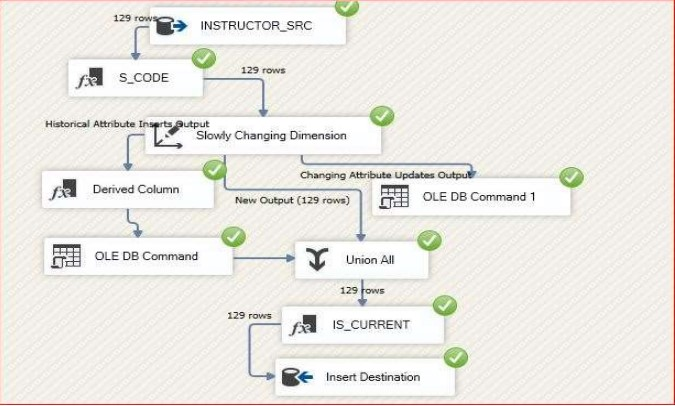 129 rows
INSTRUCTOR_SRC
S_CODE
129 rows
Historical Attribute Inserts Output
Slowly Changing Dimension
Changing Attribute Updates Output
Derived Column
New Output (129 rows)
OLE DB Command 1
OLE DB Command
Union All
129 rows
129 rows
IS_CURRENT
Insert Destination